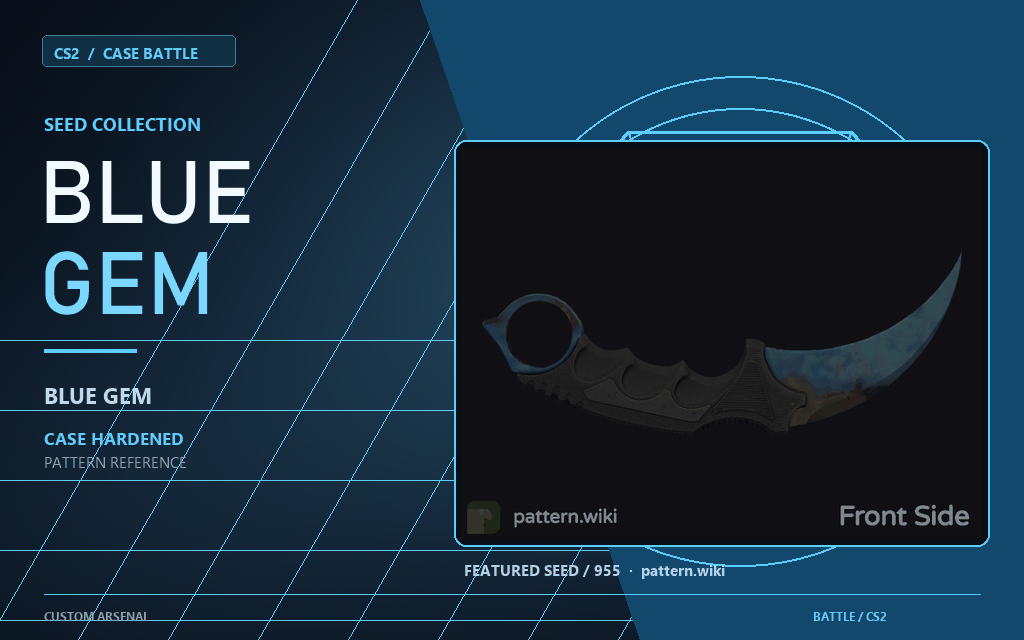 CS2 / CASE BATTLE
SEED COLLECTION
BLUE
GEM
BLUE GEM
CASE HARDENED
PATTERN REFERENCE
pattern.wiki
Front Side
FEATURED SEED / 955 · pattern.wiki
CUSTOM ARSENAL
BATTLE / CS2